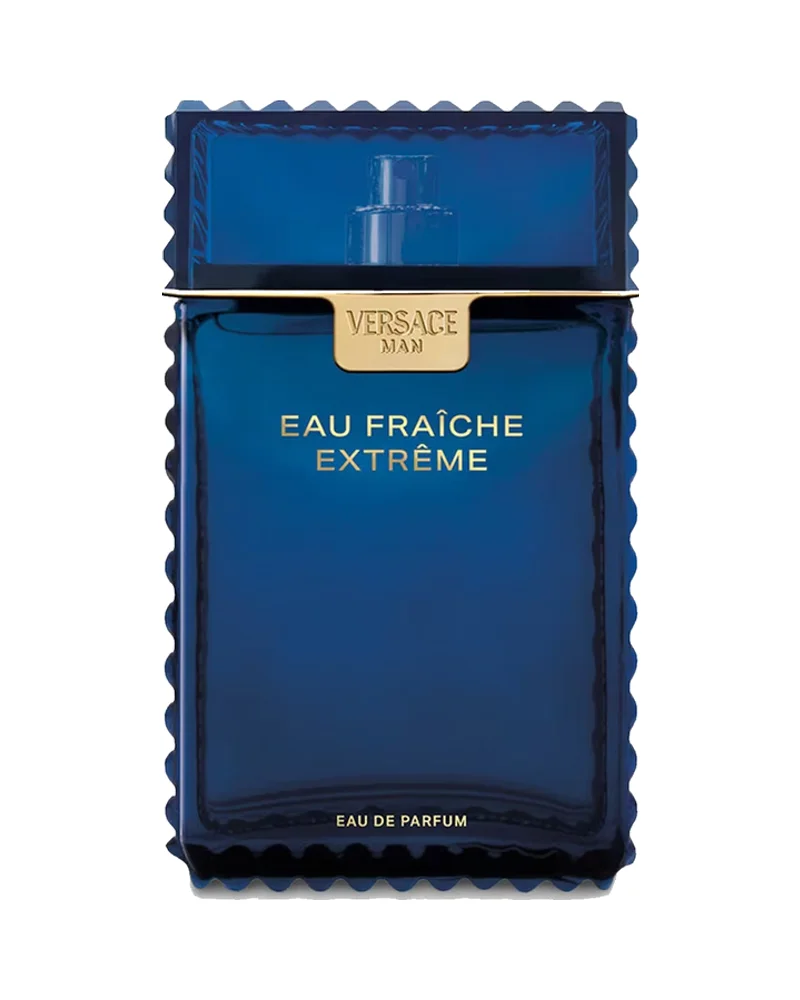 VERSACE
MAN
EAU FRAÎCHE
EXTRÊME
EAU DE PARFUM